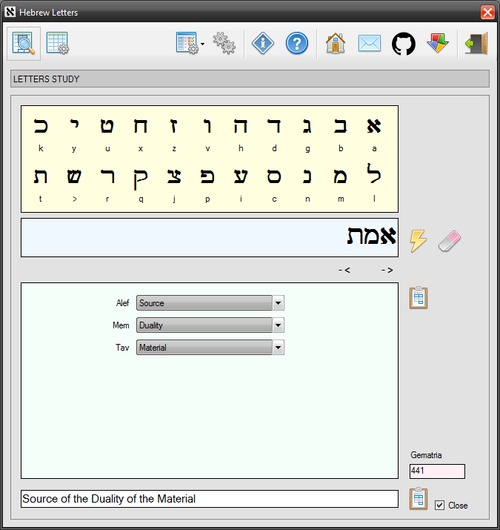 Hebrew Letters
LETTERS STUDY
א ב ג ד ה ו ז ח ט י כ
k y u x z v h d g b a
ל מ נ ס ע פ צ ק ר ש ת
t > r q j p i c n m l
אמת
- < - >
Alef Source
Mem Duality
Tav Material
Gematria
441
Source of the Duality of the Material
Close